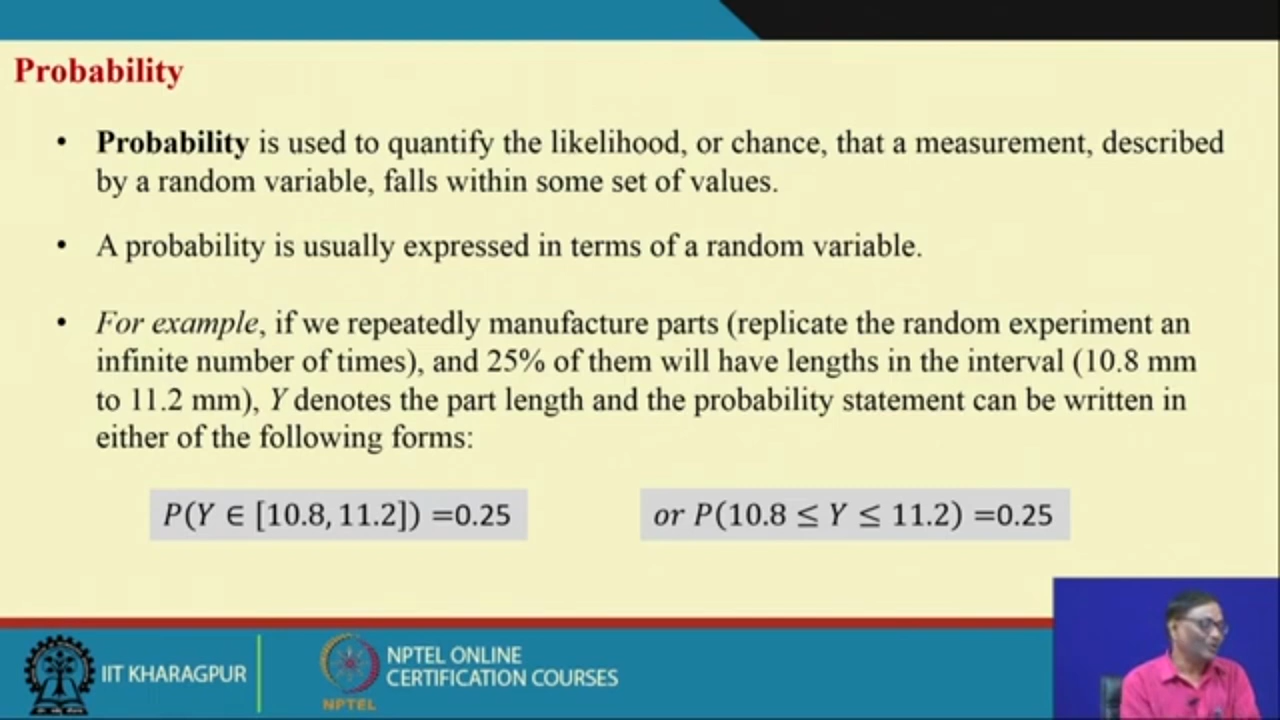 Probability
• Probability is used to quantify the likelihood, or chance, that a measurement, described
by a random variable, falls within some set of values.
• A probability is usually expressed in terms of a random variable.
• For example, if we repeatedly manufacture parts (replicate the random experiment an
infinite number of times), and 25% of them will have lengths in the interval (10.8 mm
to 11.2 mm), Y denotes the part length and the probability statement can be written in
either of the following forms:
P(Y ∈ [10.8, 11.2]) =0.25
or P(10.8 ≤ Y ≤ 11.2) =0.25
IIT KHARAGPUR
NPTEL
NPTEL ONLINE
CERTIFICATION COURSES